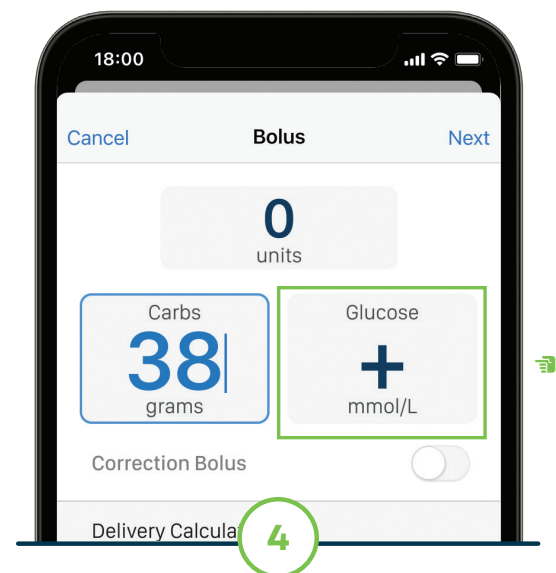 18:00
Cancel Bolus Next
0
units
Carbs Glucose
38 +
grams mmol/L
Correction Bolus
Delivery Calcula
4